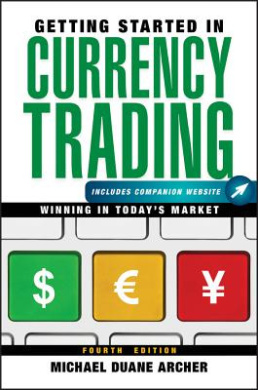 GETTING STARTED IN
CURRENCY
TRADING
INCLUDES COMPANION WEBSITE
WINNING IN TODAY'S MARKET
$ € ¥
FOURTH EDITION
MICHAEL DUANE ARCHER